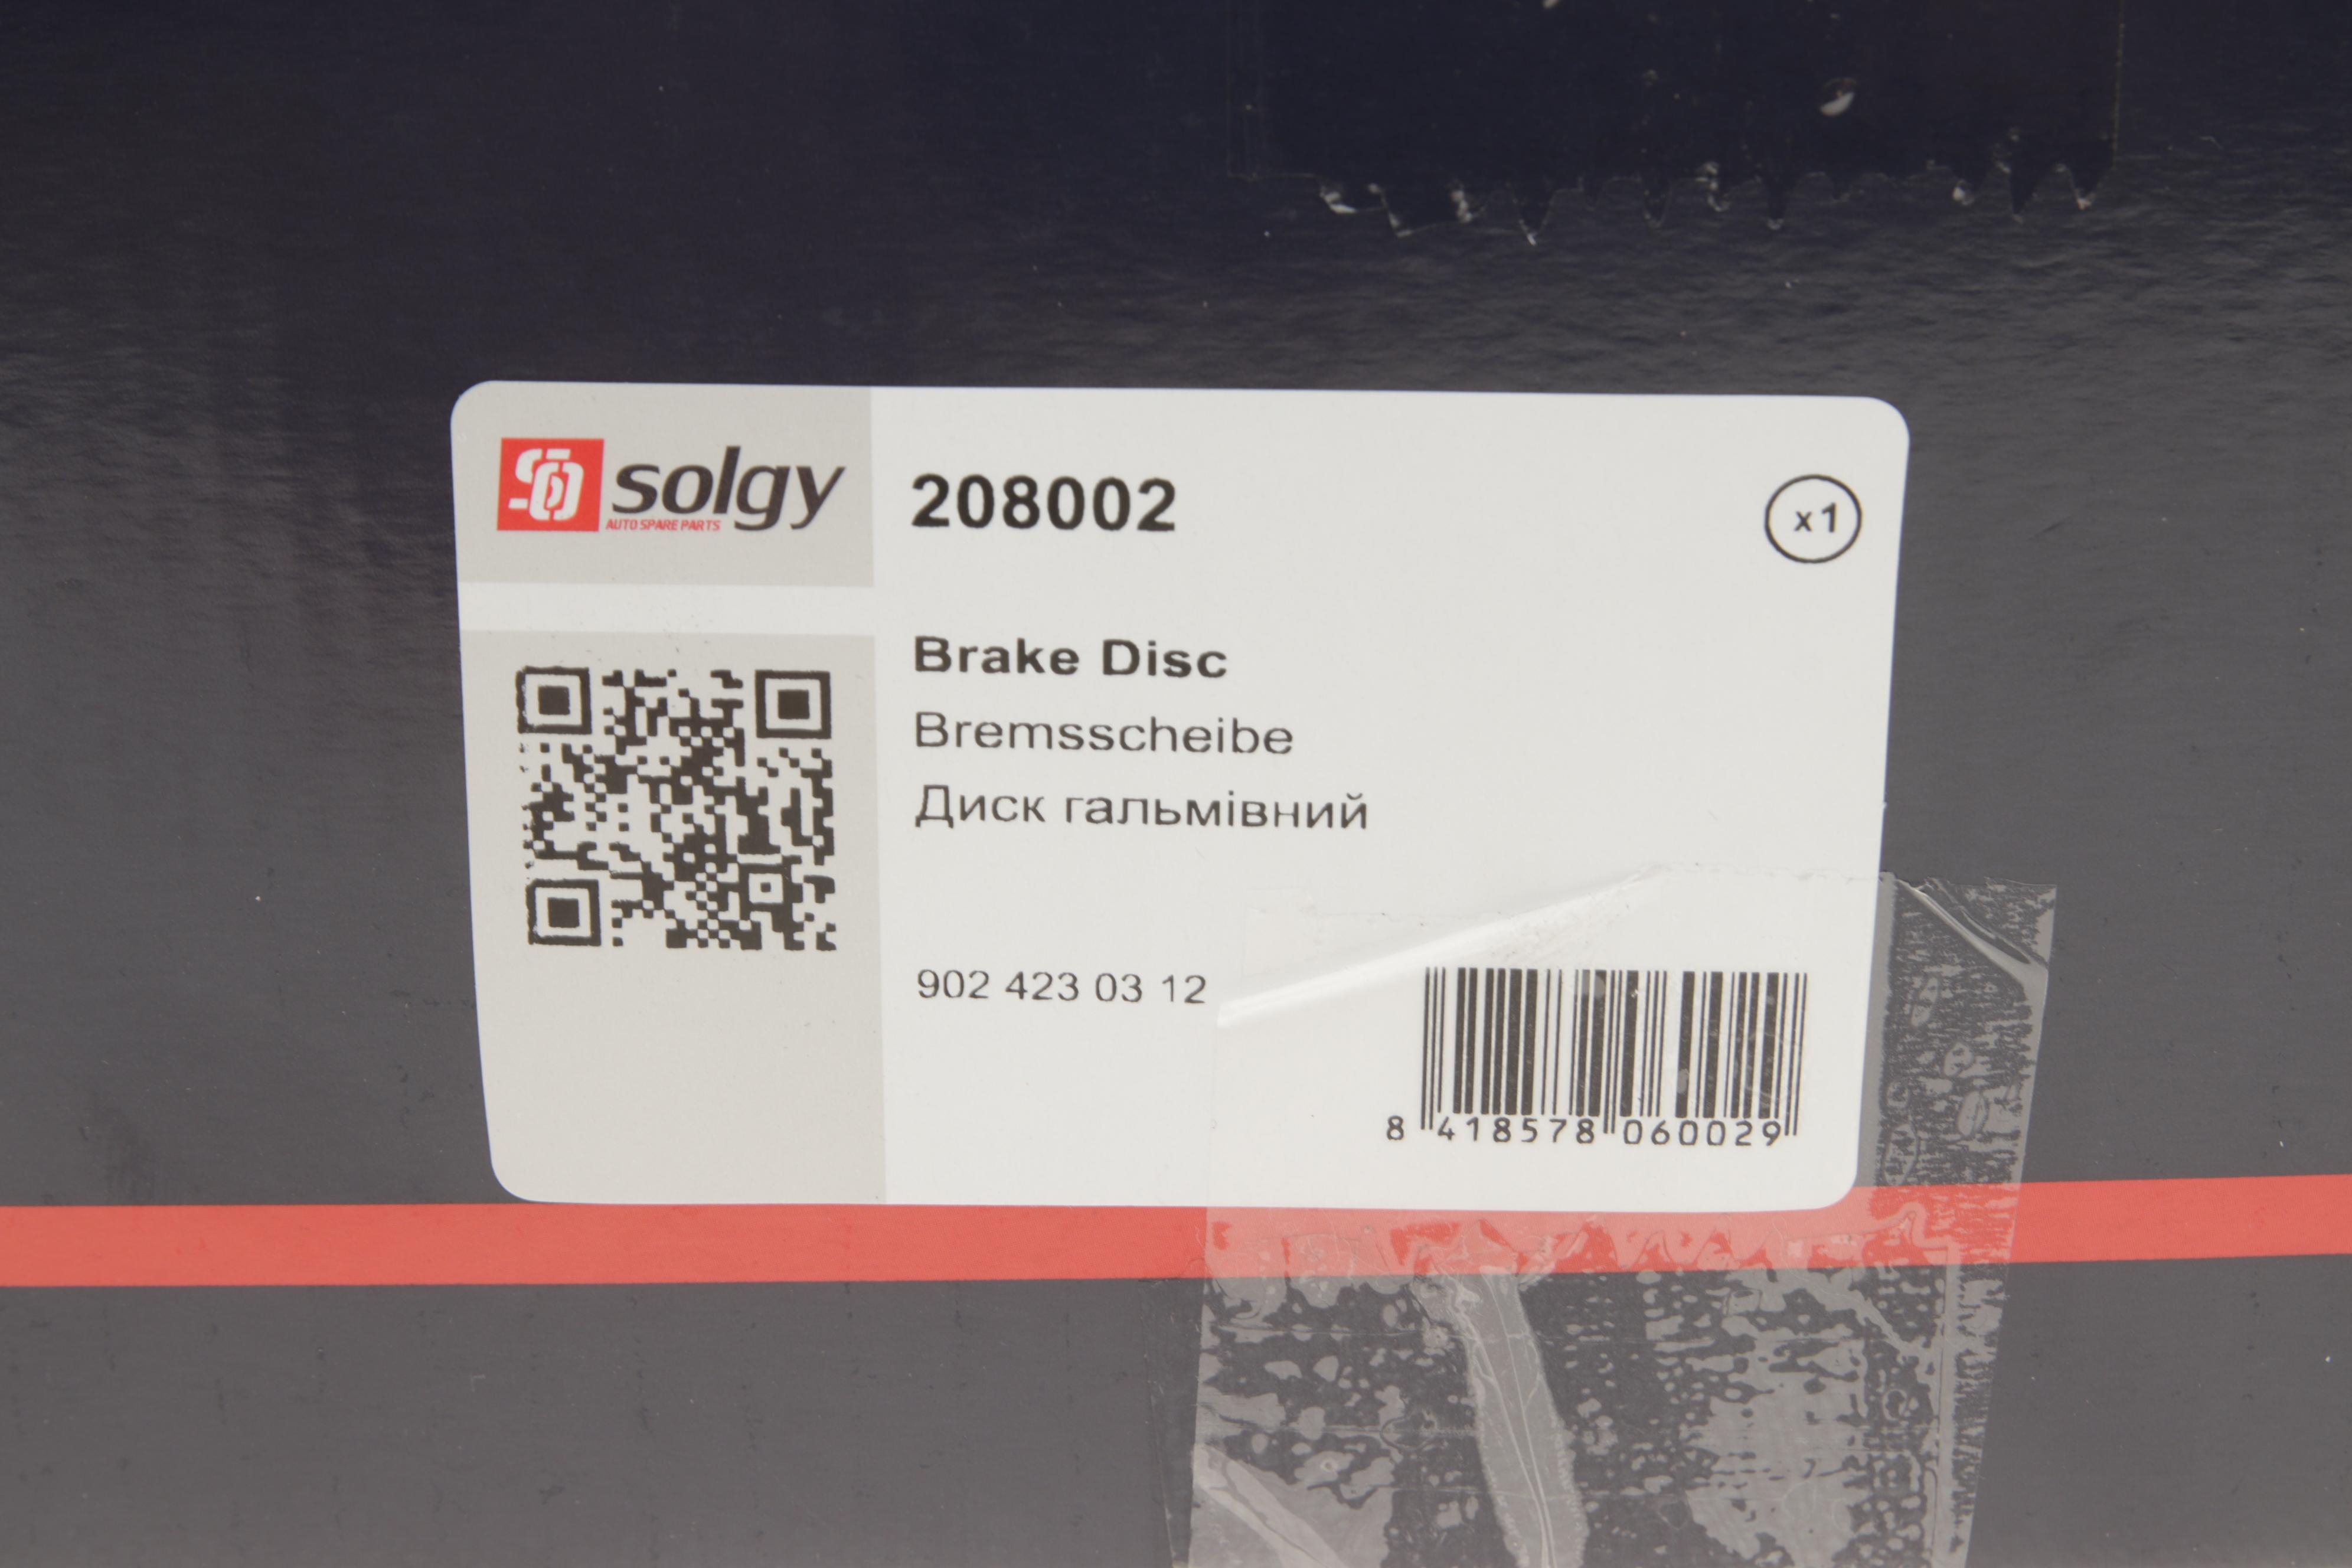 solgy
AUTO SPARE PARTS
208002
x1
Brake Disc
Bremsscheibe
Диск гальмівний
902 423 03 12
8 418578 060029